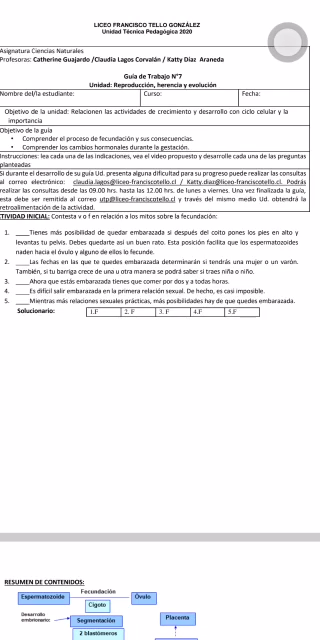 LICEO FRANCISCO TELLO GONZÁLEZ
Unidad Técnica Pedagógica 2020
Asignatura Ciencias Naturales
Profesoras: Catherine Guajardo /Claudia Lagos Corvalán / Katty Díaz Araneda
Guía de Trabajo N°7
Unidad: Reproducción, herencia y evolución
Nombre del/la estudiante:
Curso:
Fecha:
Objetivo de la unidad: Relacionen las actividades de crecimiento y desarrollo con ciclo celular y la
importancia
Objetivo de la guía
• Comprender el proceso de fecundación y sus consecuencias.
• Comprender los cambios hormonales durante la gestación.
Instrucciones: lea cada una de las indicaciones, vea el video propuesto y desarrolle cada una de las preguntas
planteadas
Si durante el desarrollo de su guía Ud. presenta alguna dificultad para su progreso puede realizar las consultas
al correo electrónico: claudia.lagos@liceo-franciscotello.cl / Katty.diaz@liceo-franciscotello.cl. Podrás
realizar las consultas desde las 09.00 hrs. hasta las 12.00 hrs. de lunes a viernes. Una vez finalizada la guía,
esta debe ser remitida al correo utp@liceo-franciscotello.cl y través del mismo medio Ud. obtendrá la
retroalimentación de la actividad.
CTIVIDAD INICIAL: Contesta v o f en relación a los mitos sobre la fecundación:
1. ____Tienes más posibilidad de quedar embarazada si después del coito pones los pies en alto y
levantas tu pelvis. Debes quedarte así un buen rato. Esta posición facilita que los espermatozoides
naden hacia el óvulo y alguno de ellos lo fecunde.
2. ____Las fechas en las que te quedes embarazada determinarán si tendrás una mujer o un varón.
También, si tu barriga crece de una u otra manera se podrá saber si traes niña o niño.
3. ____Ahora que estás embarazada tienes que comer por dos y a todas horas.
4. ____Es difícil salir embarazada en la primera relación sexual. De hecho, es casi imposible.
5. ____Mientras más relaciones sexuales prácticas, más posibilidades hay de que quedes embarazada.
Solucionario: 1.F 2. F 3. F 4.F 5.F
RESUMEN DE CONTENIDOS:
Fecundación
Espermatozoide
Óvulo
Cigoto
Desarrollo
embrionario:
Segmentación
Placenta
2 blastómeros